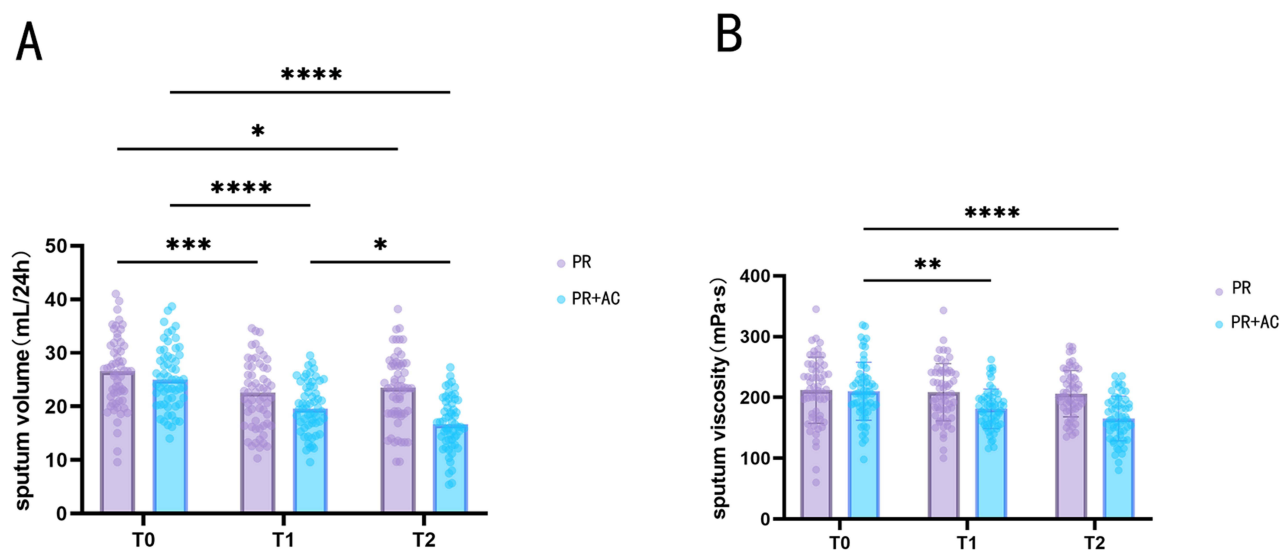 A
****
*
****
***
*
sputum volume(mL/24h)
50
40
30
20
10
0
T0
T1
T2
PR
PR+AC
B
****
**
sputum viscosity(mPa·s)
400
300
200
100
0
T0
T1
T2
PR
PR+AC